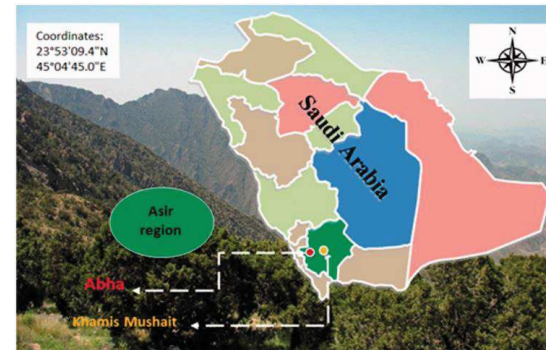 Coordinates:
23°53'09.4"N
45°04'45.0"E
N
W
E
S
Saudi Arabia
Asir
region
Abha
Khamis Mushait